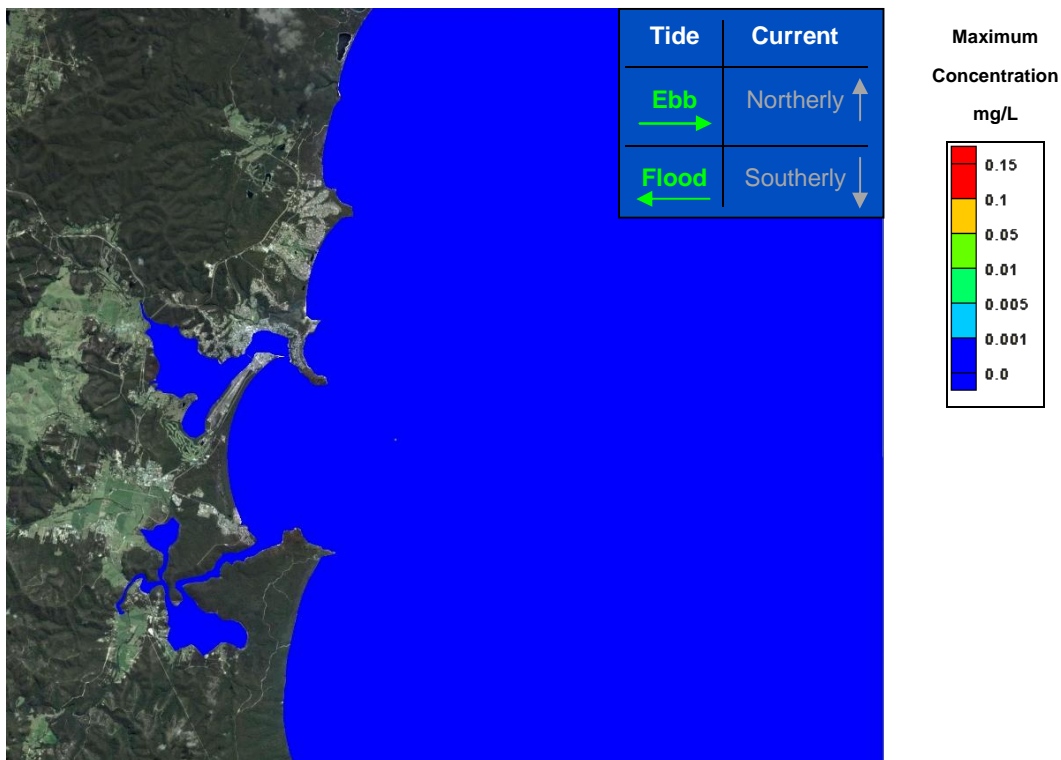 Tide Current
Ebb Northerly
Flood Southerly
Maximum
Concentration
mg/L
0.15
0.1
0.05
0.01
0.005
0.001
0.0